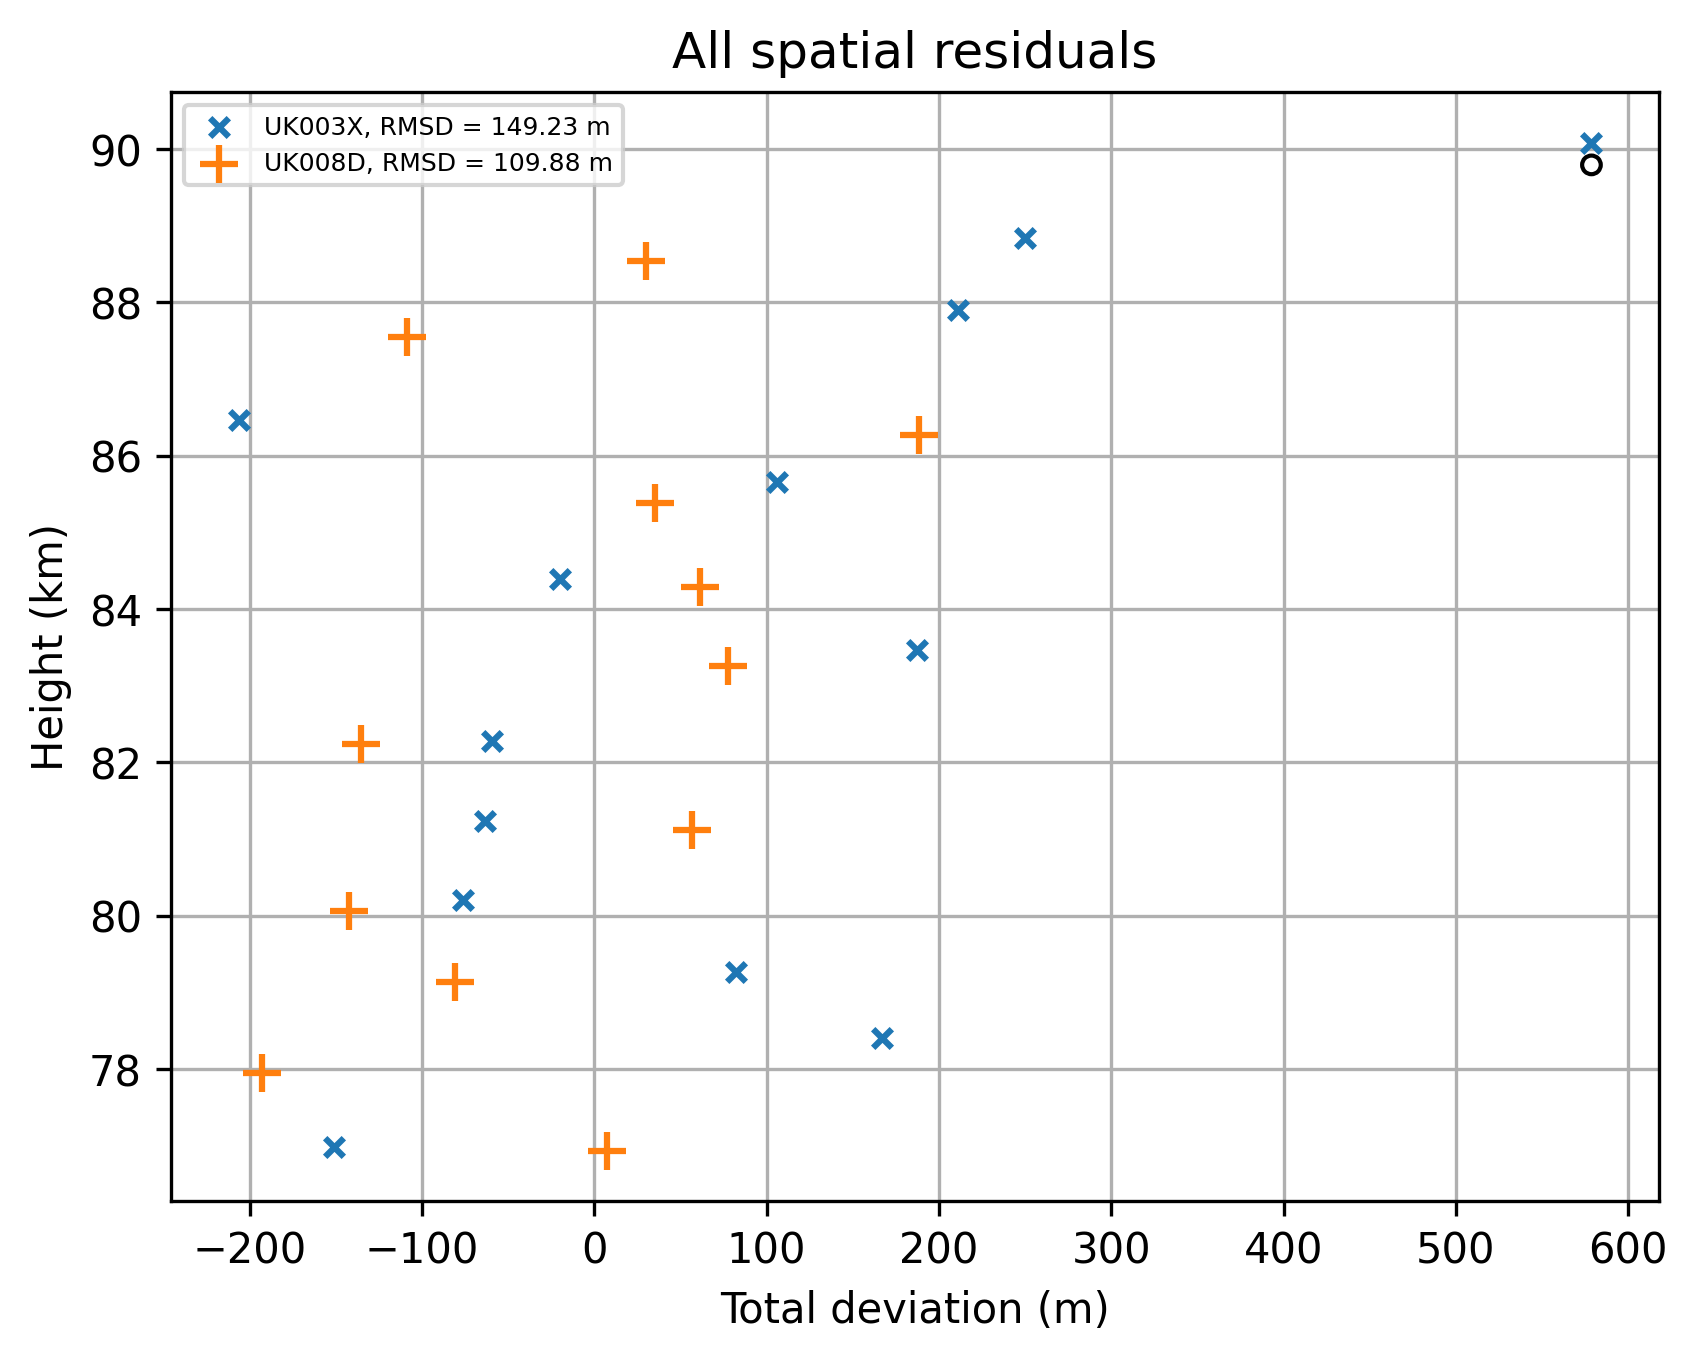 All spatial residuals
UK003X, RMSD = 149.23 m
UK008D, RMSD = 109.88 m
90
88
86
84
82
80
78
Height (km)
−200 −100 0 100 200 300 400 500 600
Total deviation (m)